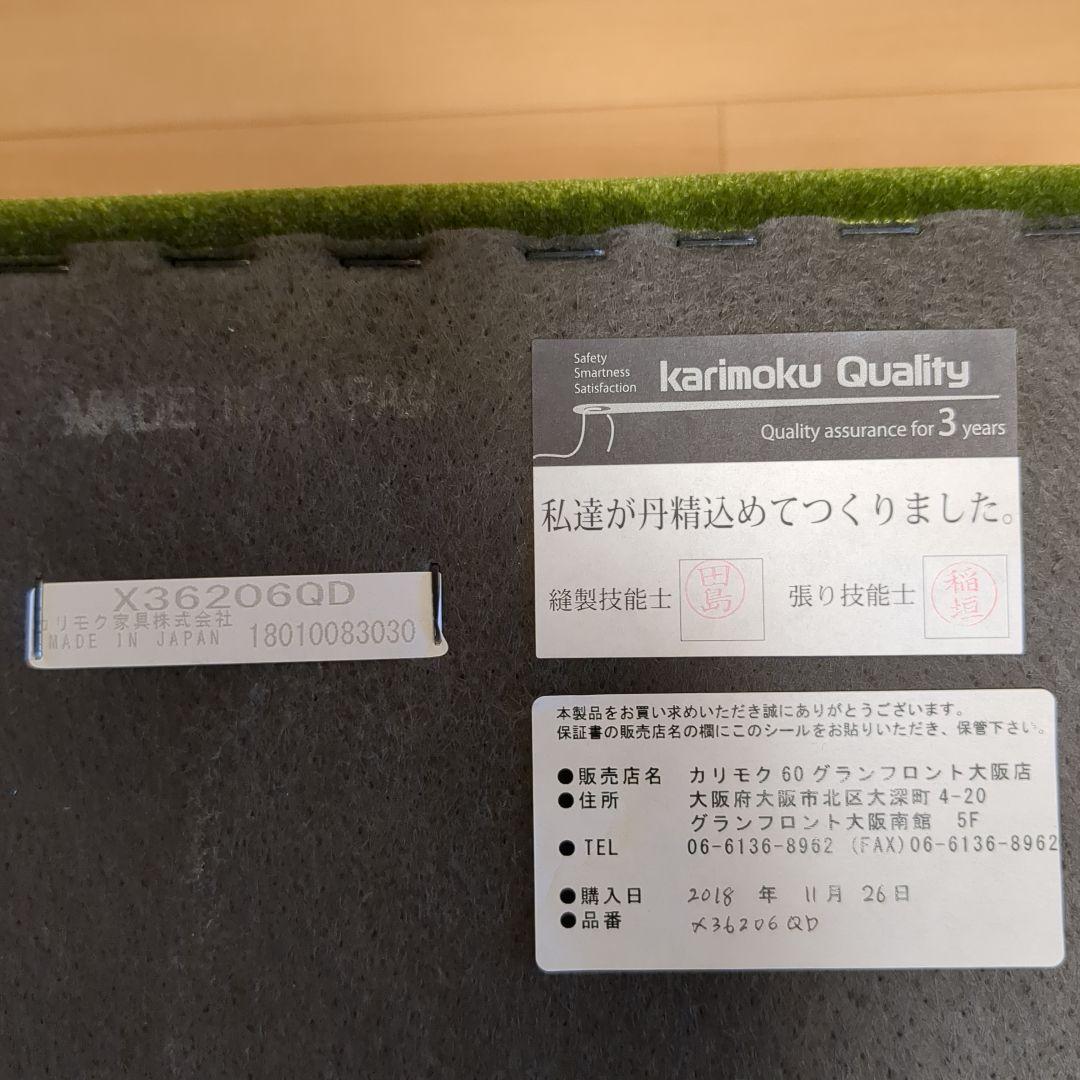 MADE IN JAPAN
X36206QD
カリモク家具株式会社
MADE IN JAPAN 18010083030
Safety
Smartness
Satisfaction
karimoku Quality
Quality assurance for 3 years
私達が丹精込めてつくりました。
縫製技能士 田島 張り技能士 稲垣
本製品をお買い求めいただき誠にありがとうございます。
保証書の販売店名の欄にこのシールをお貼りいただき、保管下さい。
●販売店名 カリモク60グランフロント大阪店
●住所 大阪府大阪市北区大深町4-20
グランフロント大阪南館 5F
●TEL 06-6136-8962 (FAX)06-6136-8962
●購入日 2018 年 11月 26日
●品番 X36206QD